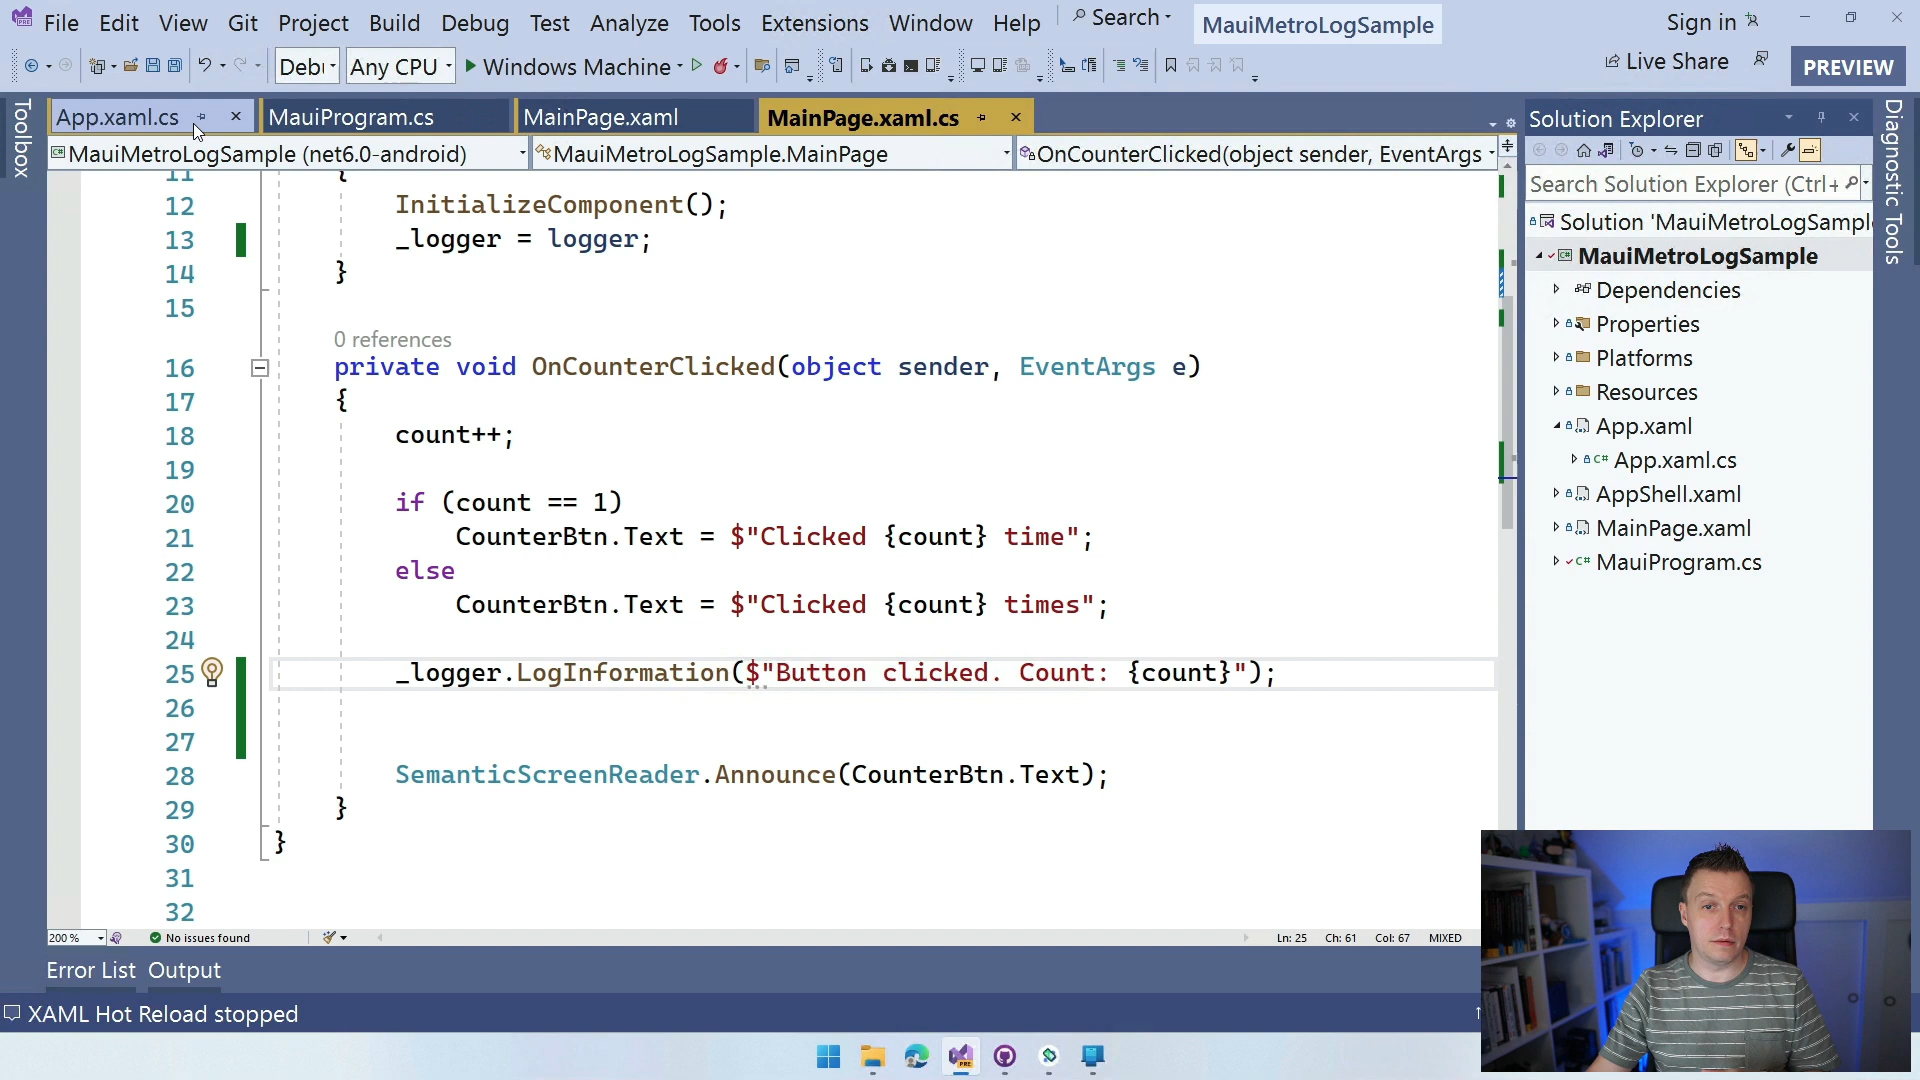 File Edit View Git Project Build Debug Test Analyze Tools Extensions Window Help Search MauiMetroLogSample Sign in
Debu Any CPU Windows Machine Live Share PREVIEW
Toolbox
App.xaml.cs MauiProgram.cs MainPage.xaml MainPage.xaml.cs
MauiMetroLogSample (net6.0-android) MauiMetroLogSample.MainPage OnCounterClicked(object sender, EventArgs
11 {
12 InitializeComponent();
13 _logger = logger;
14 }
15
0 references
16 private void OnCounterClicked(object sender, EventArgs e)
17 {
18 count++;
19
20 if (count == 1)
21 CounterBtn.Text = $"Clicked {count} time";
22 else
23 CounterBtn.Text = $"Clicked {count} times";
24
25 _logger.LogInformation($"Button clicked. Count: {count}");
26
27
28 SemanticScreenReader.Announce(CounterBtn.Text);
29 }
30 }
31
32
200 % No issues found Ln: 25 Ch: 61 Col: 67 MIXED
Error List Output
XAML Hot Reload stopped
Solution Explorer
Search Solution Explorer (Ctrl+
Solution 'MauiMetroLogSample
C# MauiMetroLogSample
Dependencies
Properties
Platforms
Resources
App.xaml
C# App.xaml.cs
AppShell.xaml
MainPage.xaml
C# MauiProgram.cs
Diagnostic Tools
PRE